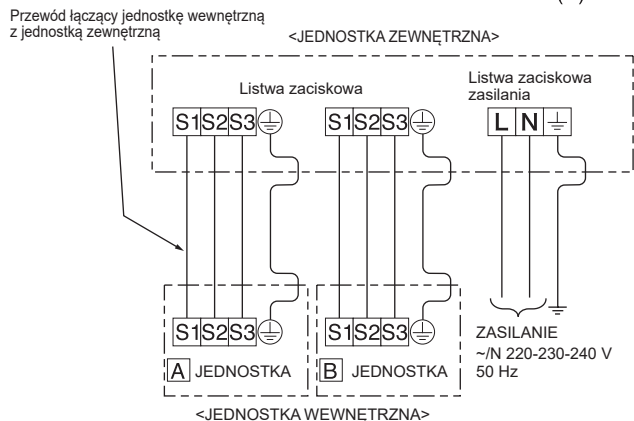 Przewód łączący jednostkę wewnętrzną
z jednostką zewnętrzną
<JEDNOSTKA ZEWNĘTRZNA>
Listwa zaciskowa
Listwa zaciskowa
zasilania
S1 S2 S3
S1 S2 S3
L N
S1 S2 S3
S1 S2 S3
A JEDNOSTKA
B JEDNOSTKA
ZASILANIE
~/N 220-230-240 V
50 Hz
<JEDNOSTKA WEWNETRZNA>